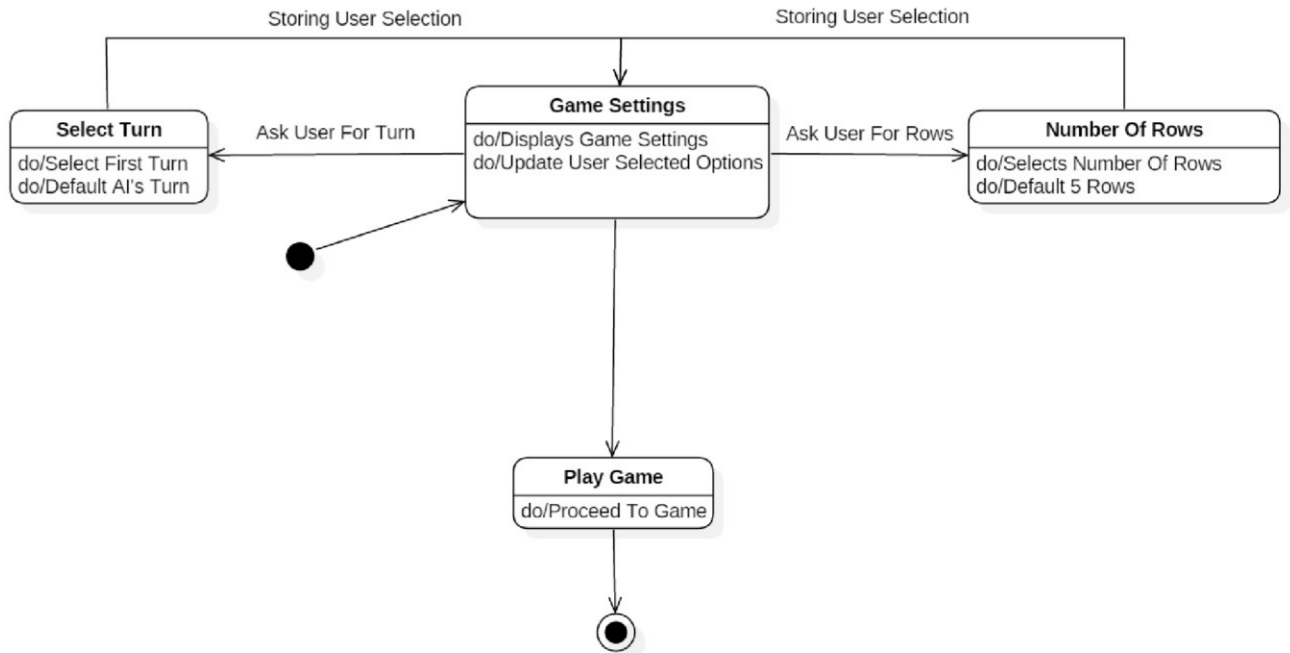 Storing User Selection
Storing User Selection
Select Turn
do/Select First Turn
do/Default AI's Turn
Ask User For Turn
Game Settings
do/Displays Game Settings
do/Update User Selected Options
Ask User For Rows
Number Of Rows
do/Selects Number Of Rows
do/Default 5 Rows
Play Game
do/Proceed To Game